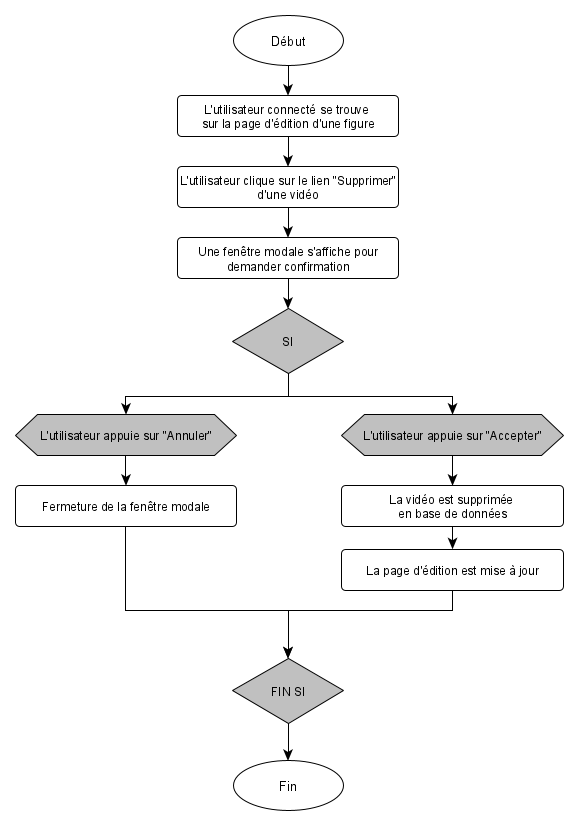 Début
L'utilisateur connecté se trouve
sur la page d'édition d'une figure
L'utilisateur clique sur le lien "Supprimer"
d'une vidéo
Une fenêtre modale s'affiche pour
demander confirmation
SI
L'utilisateur appuie sur "Annuler"
Fermeture de la fenêtre modale
L'utilisateur appuie sur "Accepter"
La vidéo est supprimée
en base de données
La page d'édition est mise à jour
FIN SI
Fin